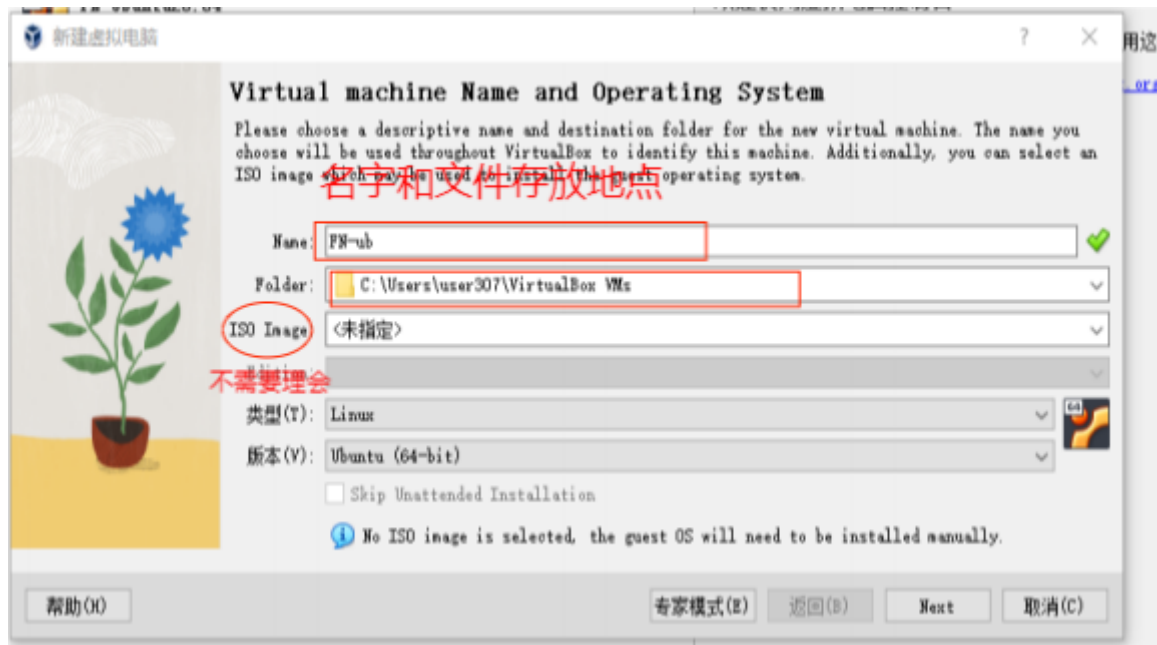 新建虚拟电脑
?
用这
Virtual machine Name and Operating System
Please choose a descriptive name and destination folder for the new virtual machine. The name you
choose will be used throughout VirtualBox to identify this machine. Additionally, you can select an
ISO image which may be used to install the guest operating system.
名字和文件存放地点
Name: FN-ub
Folder: C:\Users\user307\VirtualBox VMs
ISO Image <未指定>
不需要理会
类型(T): Linux
64
版本(V): Ubuntu (64-bit)
Skip Unattended Installation
No ISO image is selected, the guest OS will need to be installed manually.
帮助(H)
专家模式(E)
返回(B)
Next
取消(C)